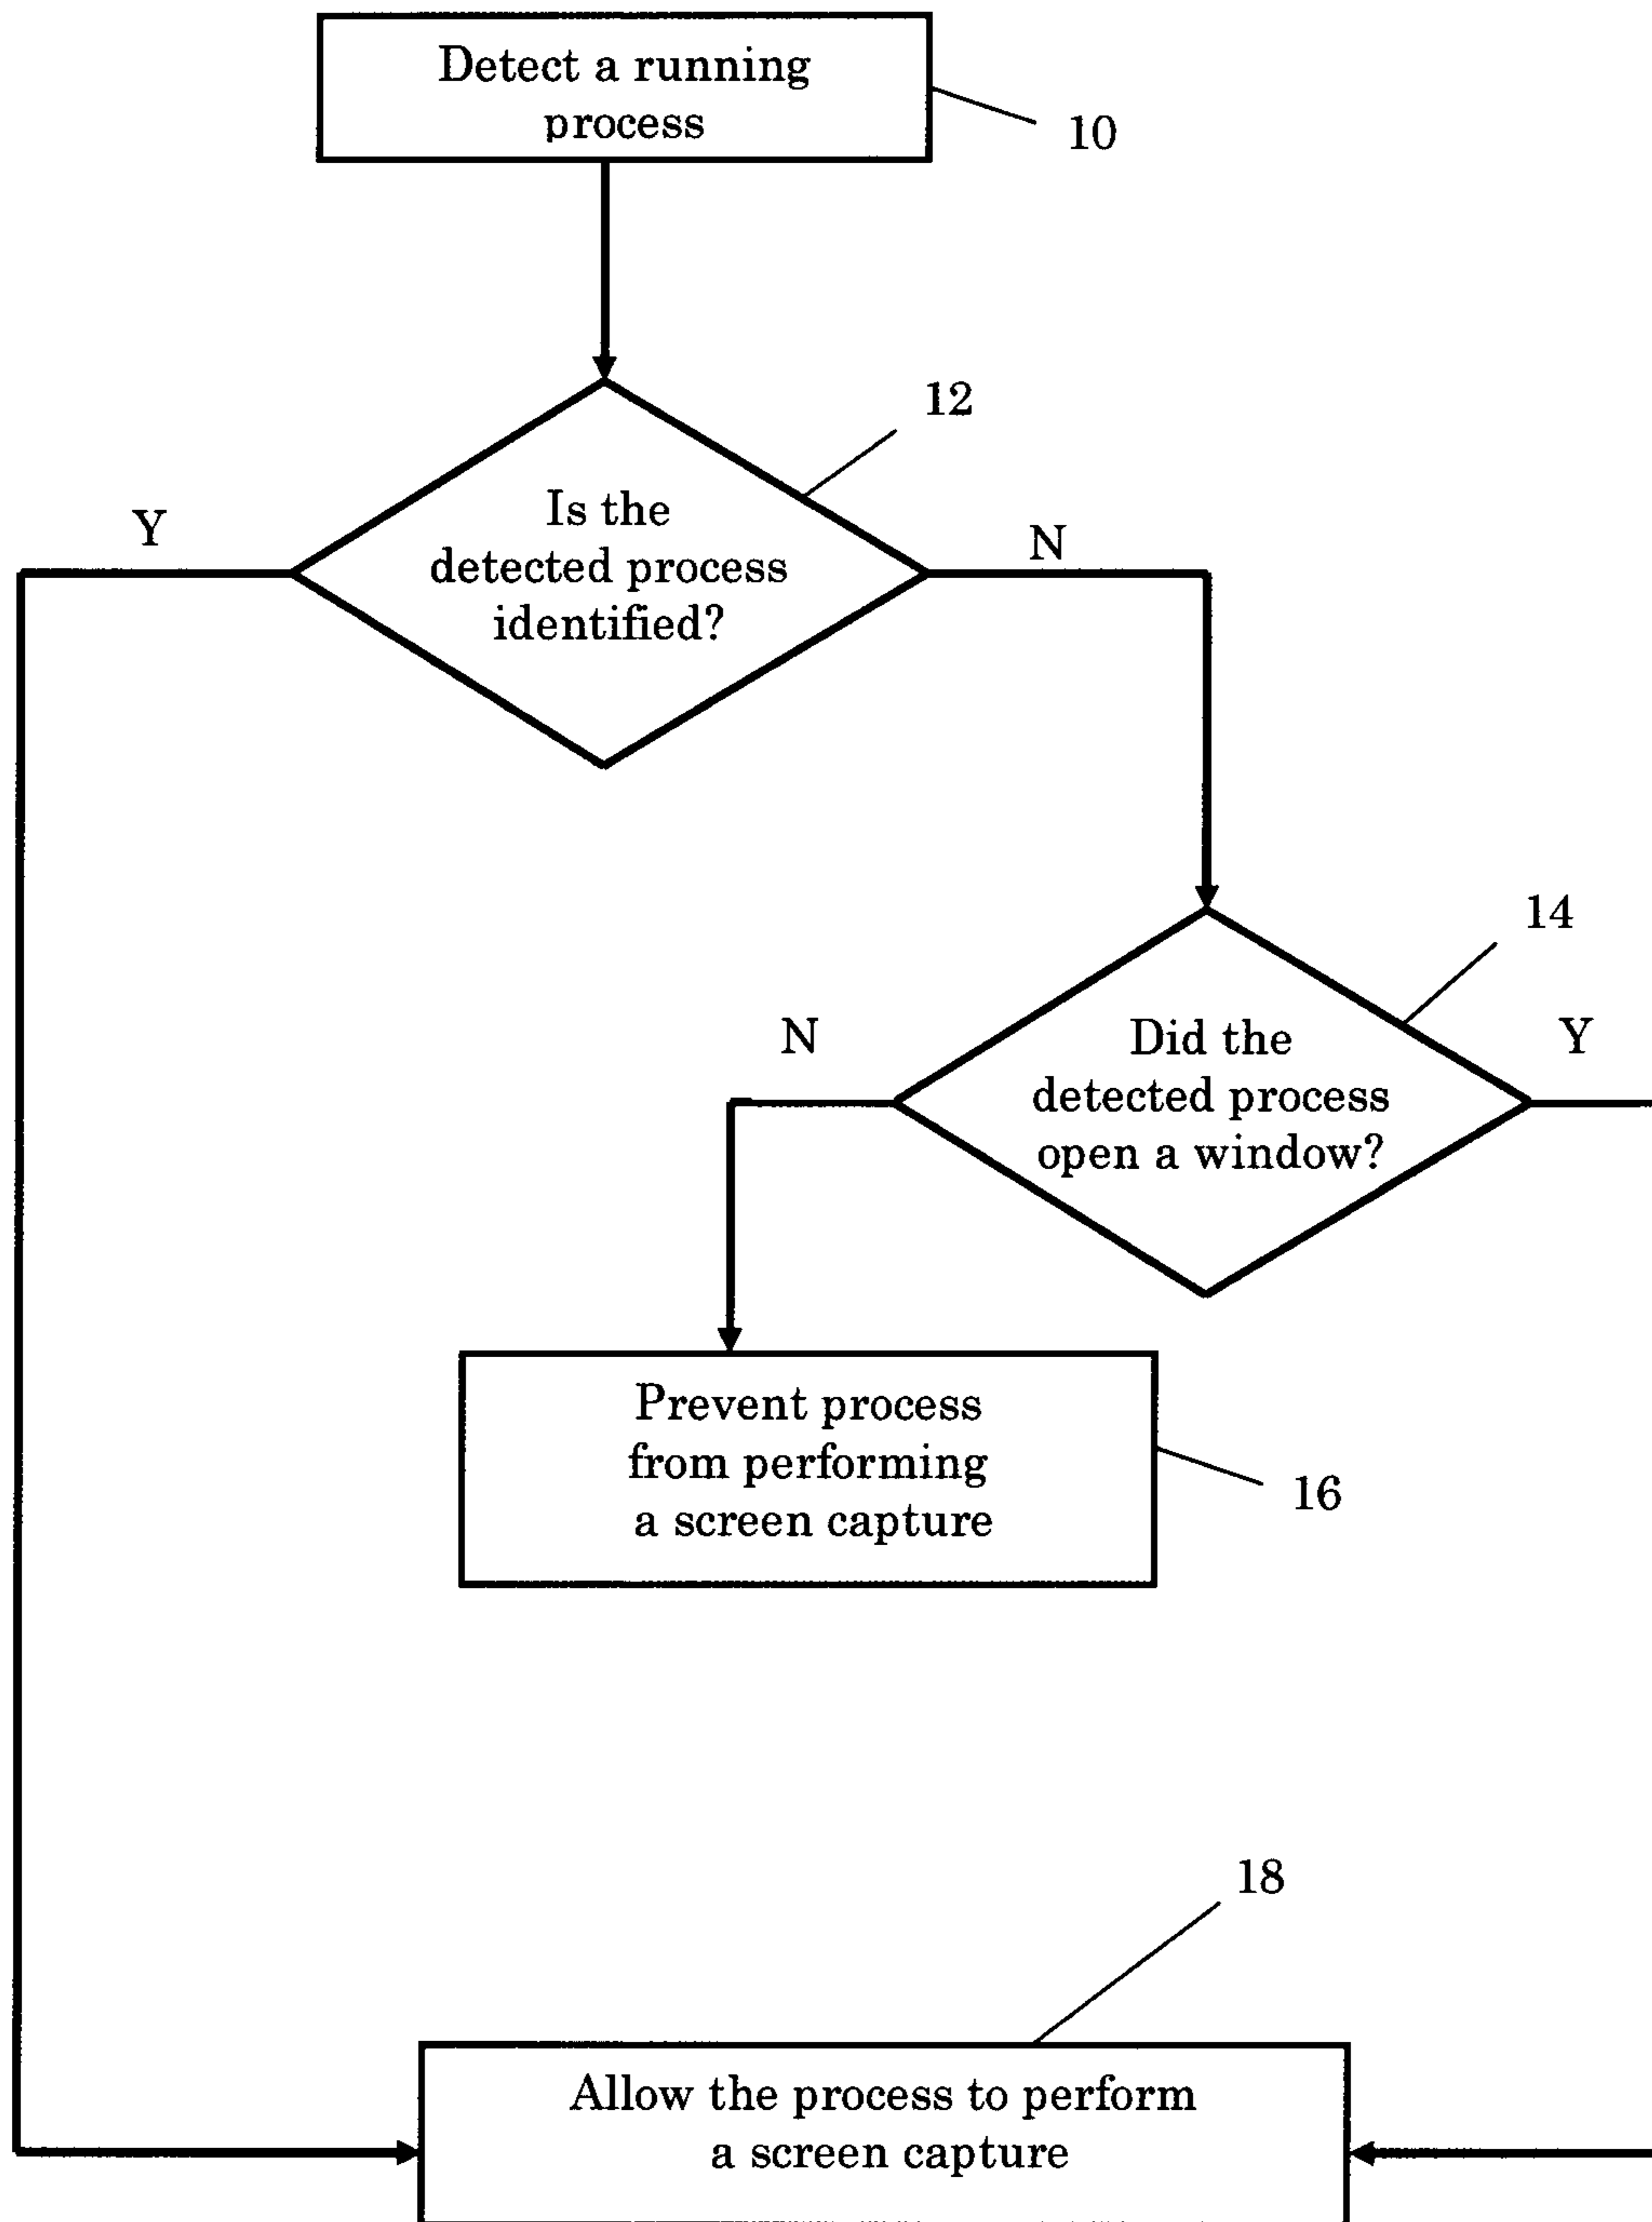 Detect a running
process
10
12
Is the
detected process
identified?
Y
N
14
Did the
detected process
open a window?
N
Y
Prevent process
from performing
a screen capture
16
18
Allow the process to perform
a screen capture